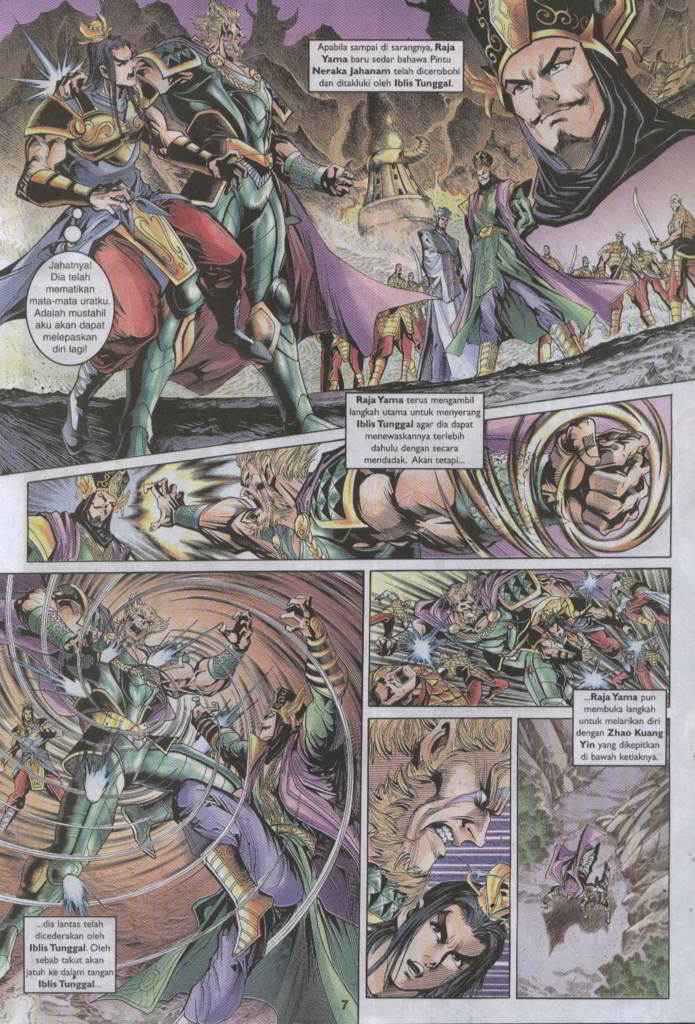 Apabila sampai di sarangnya, Raja
Yama baru sedar bahawa Pintu
Neraka Jahanam telah dicerobohi
dan ditakluki oleh Iblis Tunggal.
Jahatnya!
Dia telah
mematikan
mata-mata uratku.
Adalah mustahil
aku akan dapat
melepaskan
diri lagi!
Raja Yama terus mengambil
langkah utama untuk menyerang
Iblis Tunggal agar dia dapat
menewaskannya terlebih
dahulu dengan secara
mendadak. Akan tetapi...
...dia lantas telah
dicederakan oleh
Iblis Tunggal. Oleh
sebab takut akan
jatuh ke dalam tangan
Iblis Tunggal...
...Raja Yama pun
membuka langkah
untuk melarikan diri
dengan Zhao Kuang
Yin yang dikepitkan
di bawah ketiaknya.
7